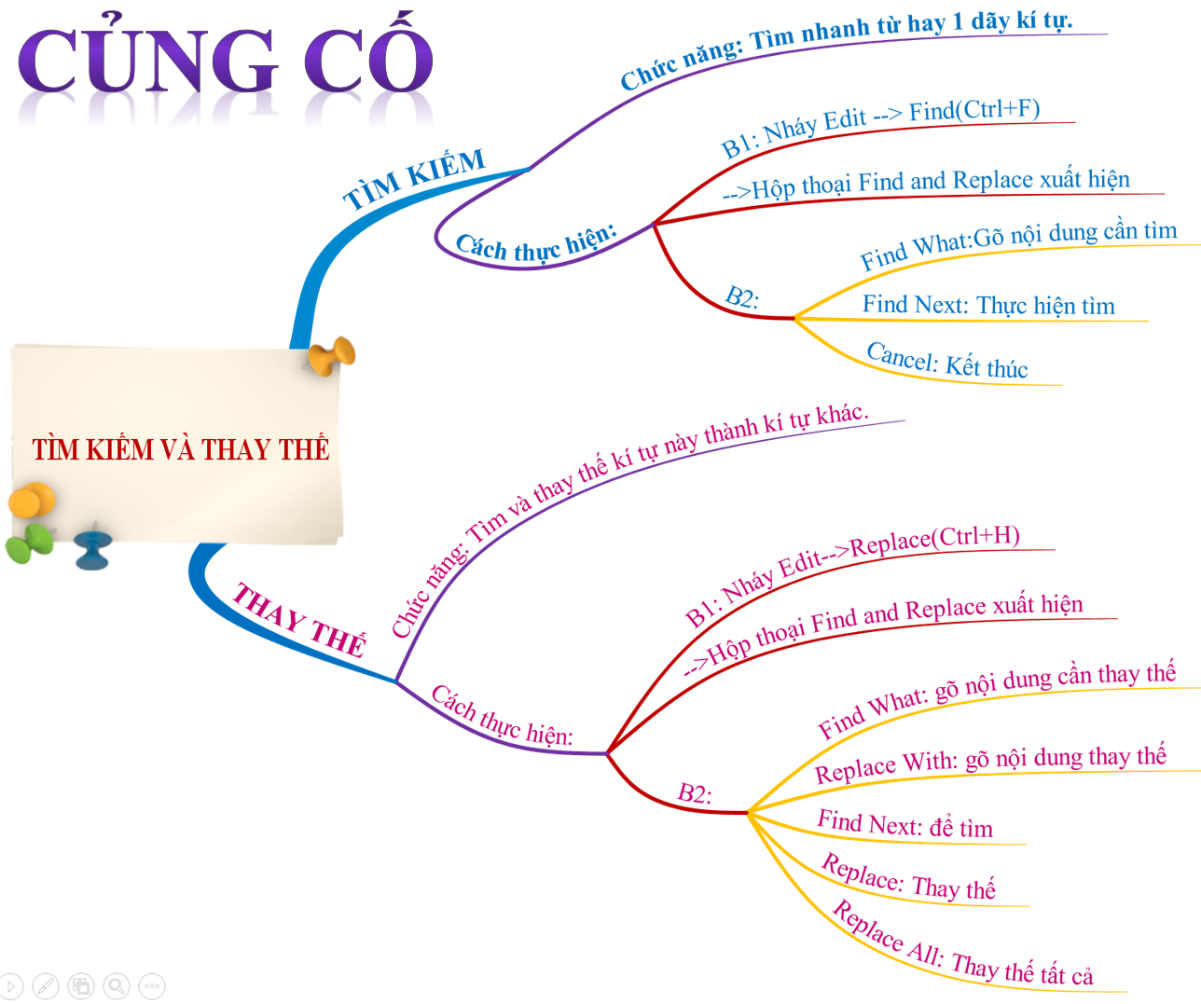 CỦNG CỐ
TÌM KIẾM VÀ THAY THẾ
TÌM KIẾM
Chức năng: Tìm nhanh từ hay 1 dãy kí tự.
Cách thực hiện:
B1: Nháy Edit --> Find(Ctrl+F)
-->Hộp thoại Find and Replace xuất hiện
B2:
Find What:Gõ nội dung cần tìm
Find Next: Thực hiện tìm
Cancel: Kết thúc
THAY THẾ
Chức năng: Tìm và thay thế kí tự này thành kí tự khác.
Cách thực hiện:
B1: Nháy Edit-->Replace(Ctrl+H)
-->Hộp thoại Find and Replace xuất hiện
B2:
Find What: gõ nội dung cần thay thế
Replace With: gõ nội dung thay thế
Find Next: để tìm
Replace: Thay thế
Replace All: Thay thế tất cả